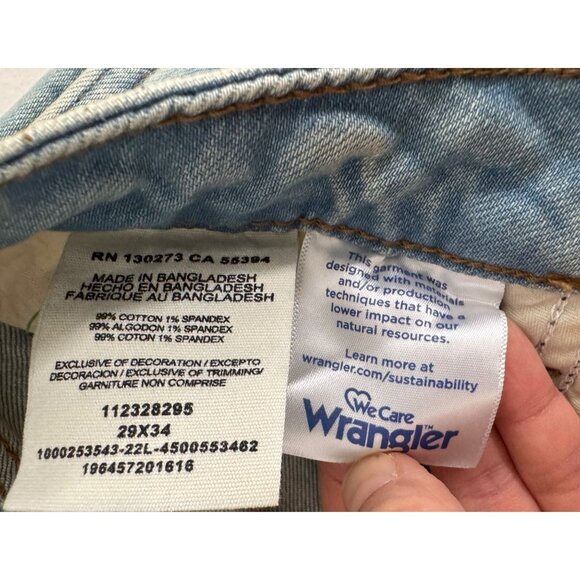 RN 130273 CA 55394
MADE IN BANGLADESH
HECHO EN BANGLADESH
FABRIQUE AU BANGLADESH
99% COTTON 1% SPANDEX
99% ALGODON 1% SPANDEX
99% COTON 1% SPANDEX
EXCLUSIVE OF DECORATION / EXCEPTO
DECORACION / EXCLUSIVE OF TRIMMING/
GARNITURE NON COMPRISE
112328295
29X34
1000253543-22L-4500553462
196457201616
This garment was
designed with materials
and/or production
techniques that have a
lower impact on our
natural resources.
Learn more at
wrangler.com/sustainability
We Care
Wrangler™